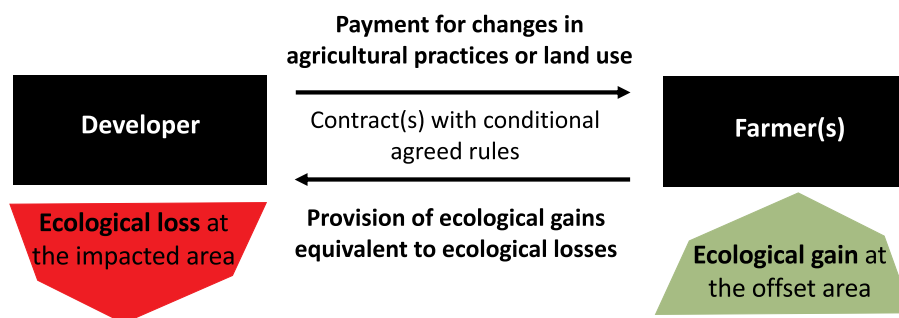 Payment for changes in
agricultural practices or land use
Developer
Contract(s) with conditional
agreed rules
Farmer(s)
Ecological loss at
the impacted area
Provision of ecological gains
equivalent to ecological losses
Ecological gain at
the offset area